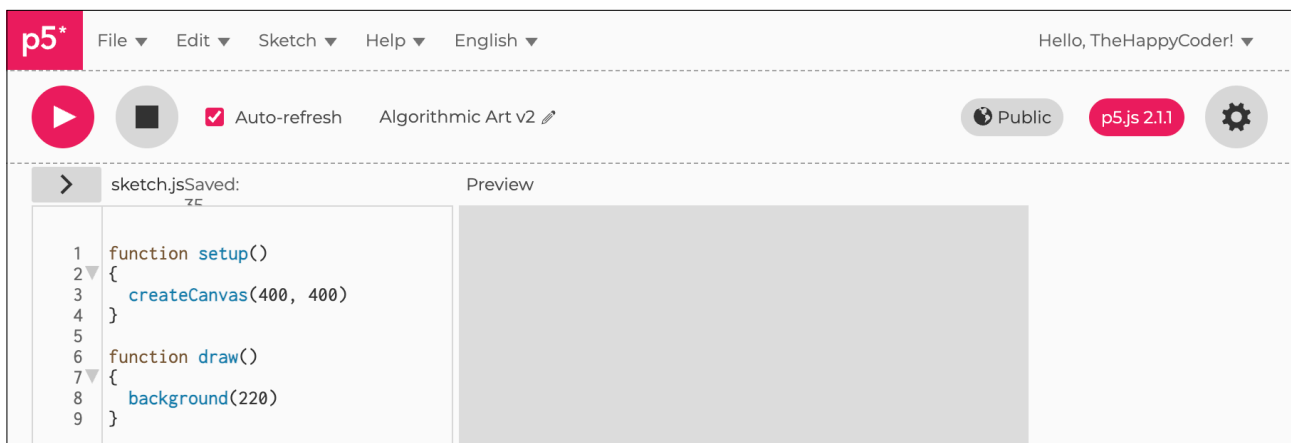 p5* File Edit Sketch Help English Hello, TheHappyCoder!
Auto-refresh Algorithmic Art v2 Public p5.js 2.1.1
sketch.jsSaved: Preview
35
1 function setup()
2 {
3 createCanvas(400, 400)
4 }
5
6 function draw()
7 {
8 background(220)
9 }